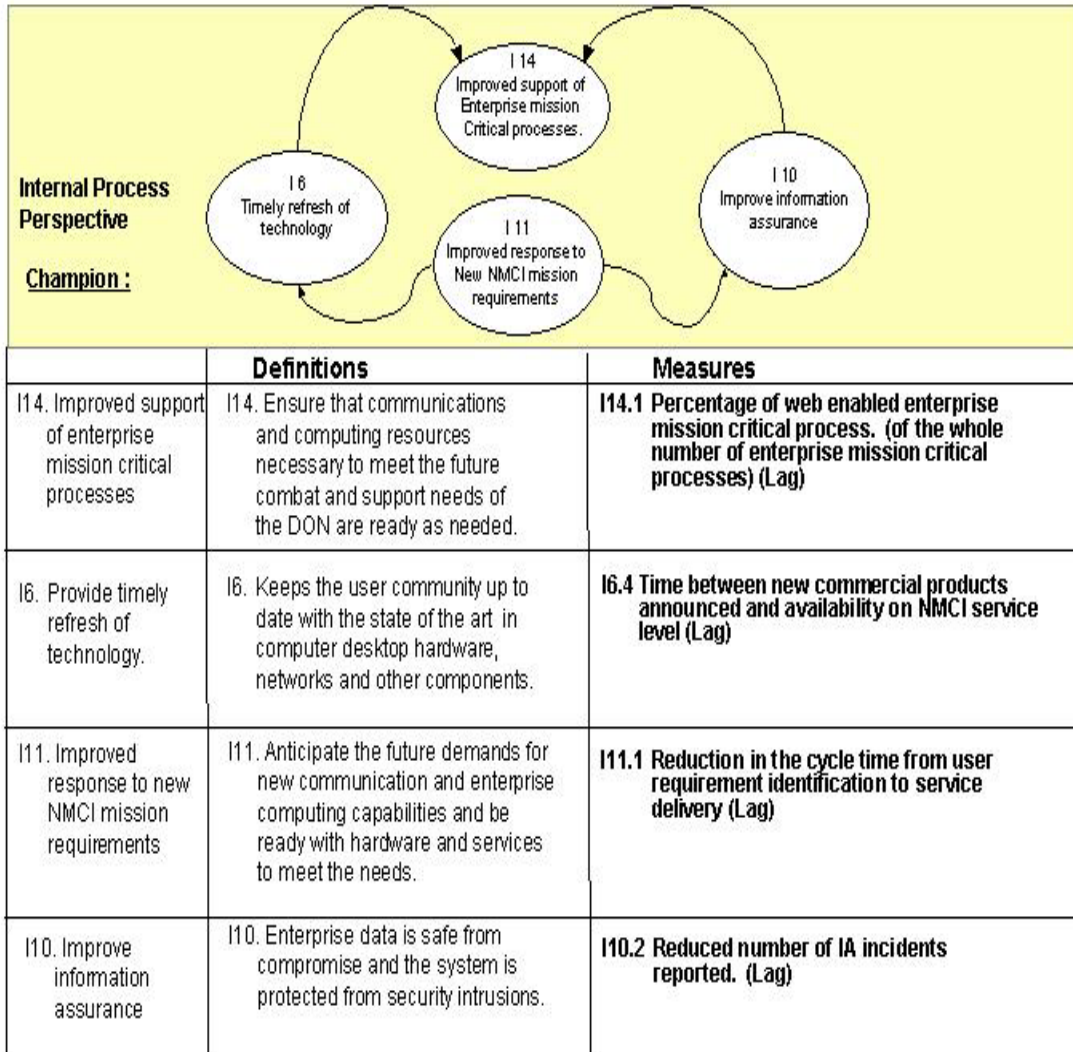 I 14
Improved support of
Enterprise mission
Critical processes.
I 6
Timely refresh of
technology
I 10
Improve information
assurance
I 11
Improved response to
New NMCI mission
requirements
Internal Process
Perspective
Champion :
Definitions
Measures
I14. Improved support
of enterprise
mission critical
processes
I14. Ensure that communications
and computing resources
necessary to meet the future
combat and support needs of
the DON are ready as needed.
I14.1 Percentage of web enabled enterprise
mission critical process. (of the whole
number of enterprise mission critical
processes) (Lag)
I6. Provide timely
refresh of
technology.
I6. Keeps the user community up to
date with the state of the art in
computer desktop hardware,
networks and other components.
I6.4 Time between new commercial products
announced and availability on NMCI service
level (Lag)
I11. Improved
response to new
NMCI mission
requirements
I11. Anticipate the future demands for
new communication and enterprise
computing capabilities and be
ready with hardware and services
to meet the needs.
I11.1 Reduction in the cycle time from user
requirement identification to service
delivery (Lag)
I10. Improve
information
assurance
I10. Enterprise data is safe from
compromise and the system is
protected from security intrusions.
I10.2 Reduced number of IA incidents
reported. (Lag)